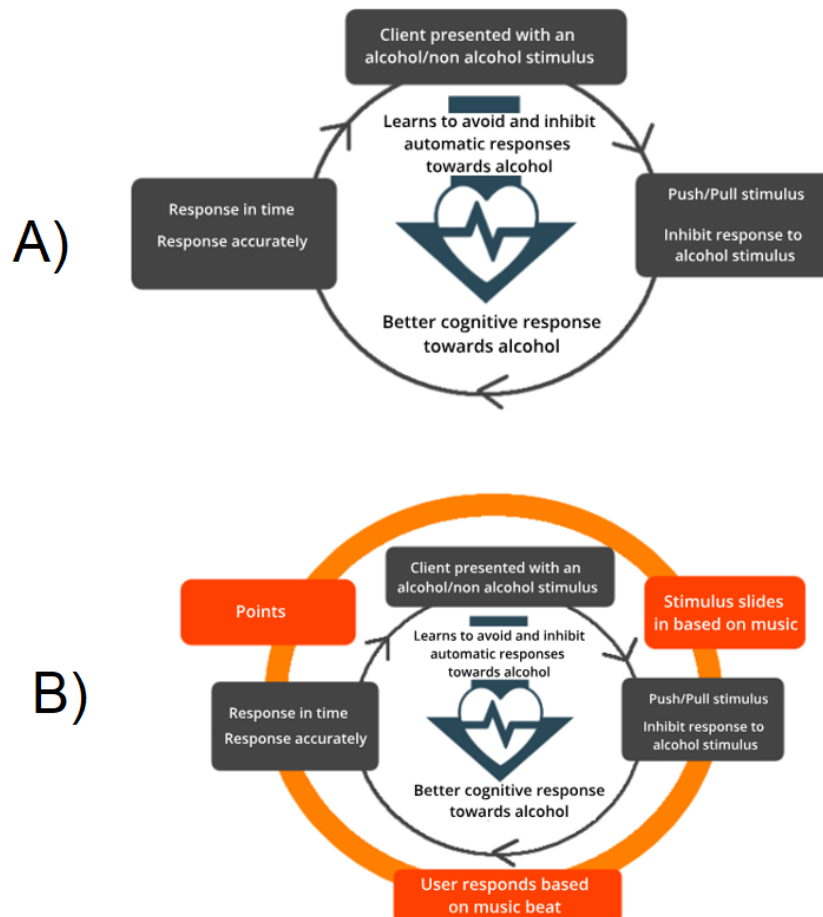 Client presented with an
alcohol/non alcohol stimulus
Learns to avoid and inhibit
automatic responses
towards alcohol
Response in time
Response accurately
Push/Pull stimulus
Inhibit response to
alcohol stimulus
A)
Better cognitive response
towards alcohol
Client presented with an
alcohol/non alcohol stimulus
Points
Stimulus slides
in based on music
Learns to avoid and inhibit
automatic responses
towards alcohol
B)
Response in time
Response accurately
Push/Pull stimulus
Inhibit response to
alcohol stimulus
Better cognitive response
towards alcohol
User responds based
on music beat